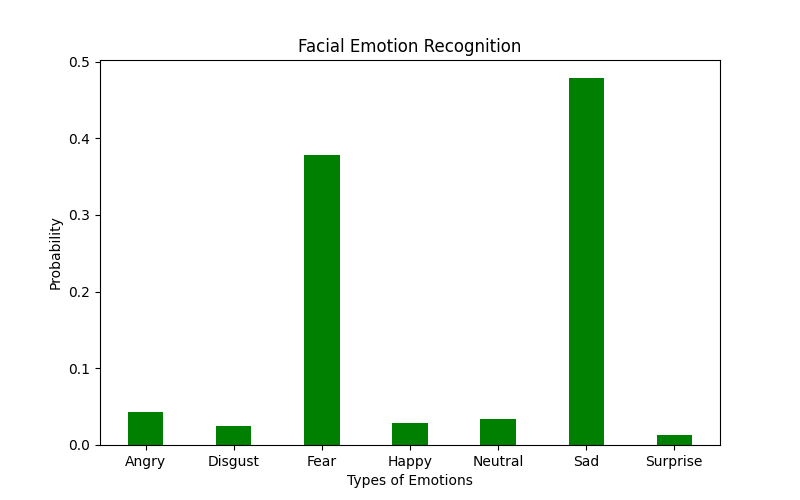 Facial Emotion Recognition
0.5
0.4
0.3
0.2
0.1
0.0
Probability
Angry Disgust Fear Happy Neutral Sad Surprise
Types of Emotions